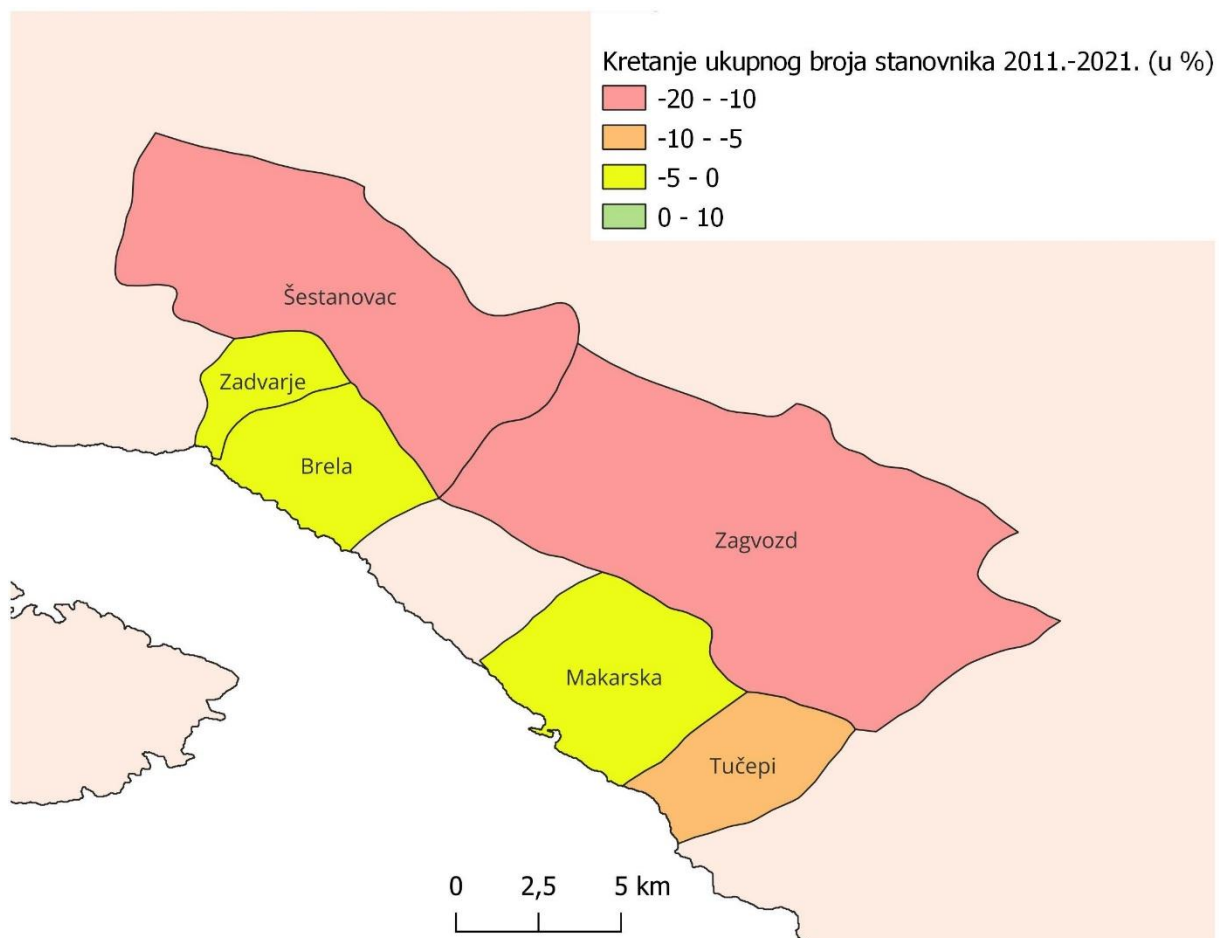 Kretanje ukupnog broja stanovnika 2011.-2021. (u %)
-20 - -10
-10 - -5
-5 - 0
0 - 10
Šestanovac
Zadvarje
Brela
Zagvozd
Makarska
Tučepi
0 2,5 5 km